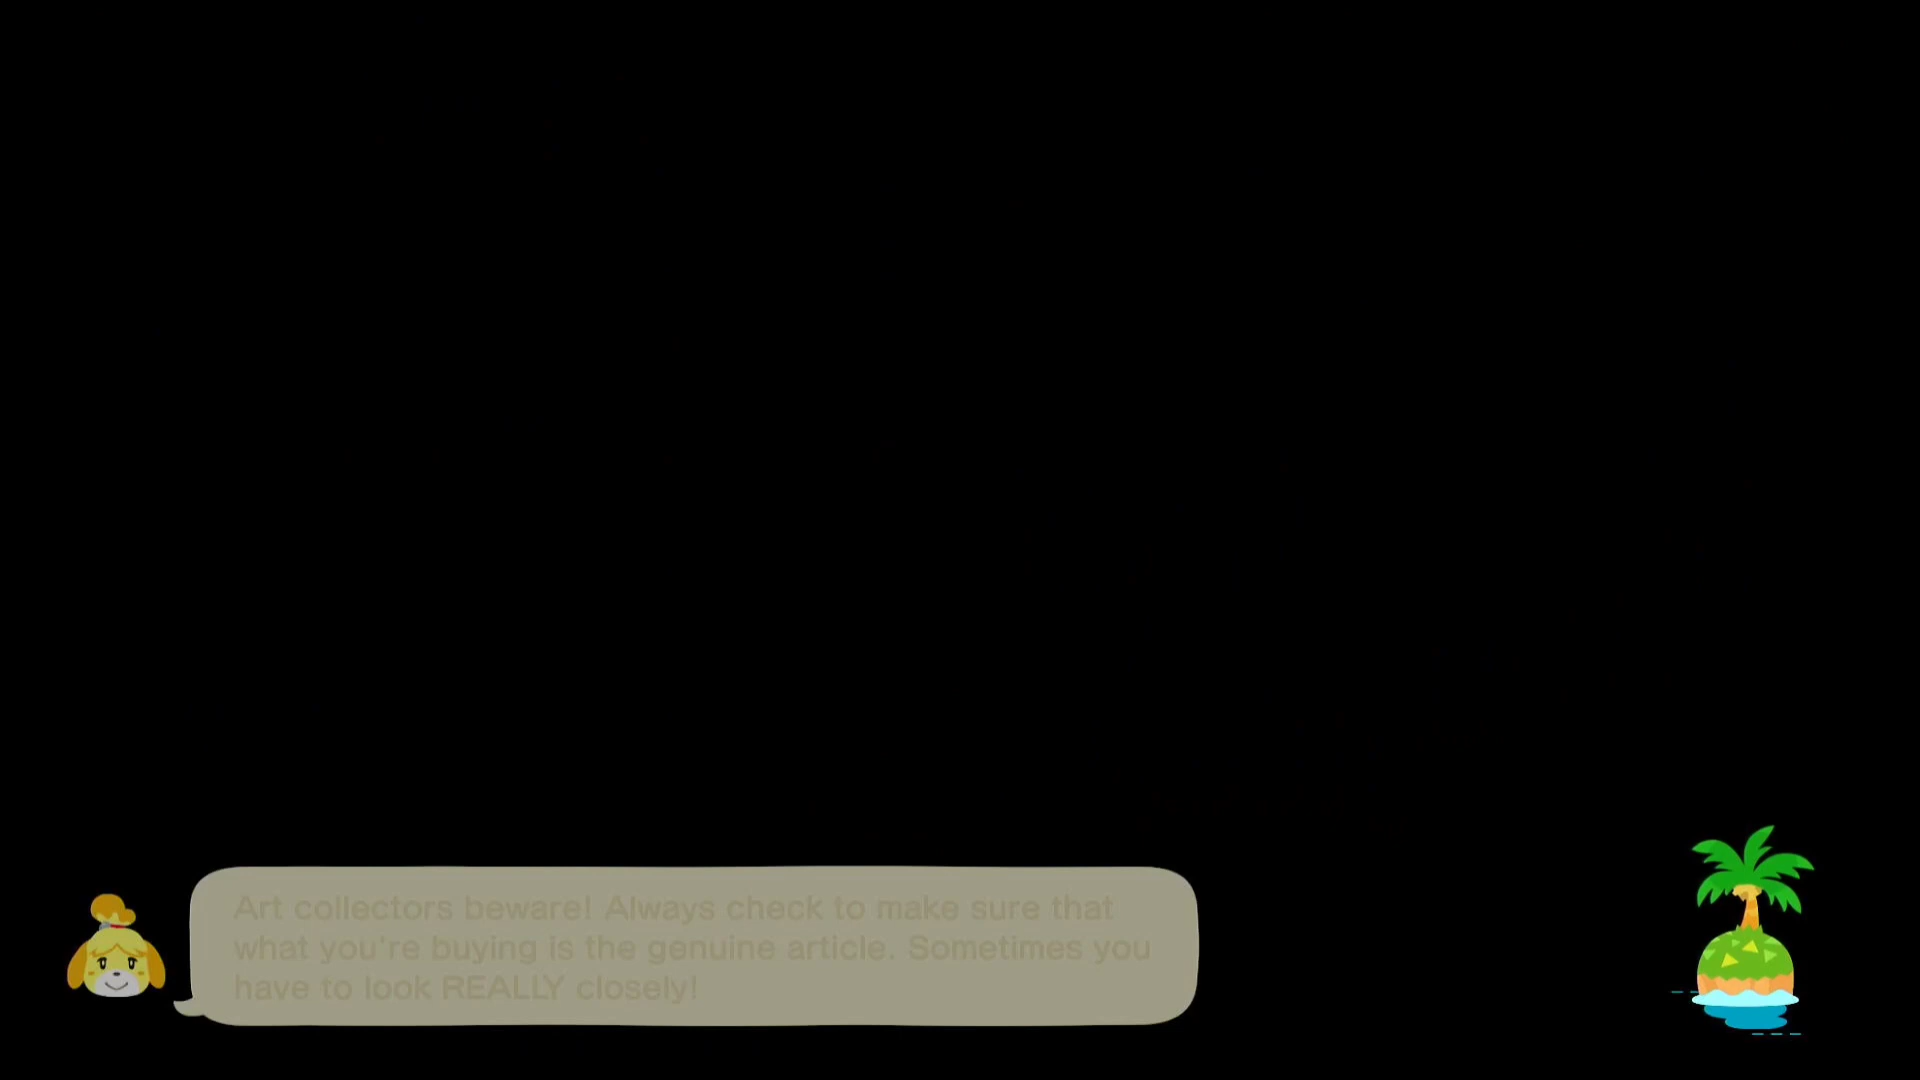 Art collectors beware! Always check to make sure that
what you're buying is the genuine article. Sometimes you
have to look REALLY closely!